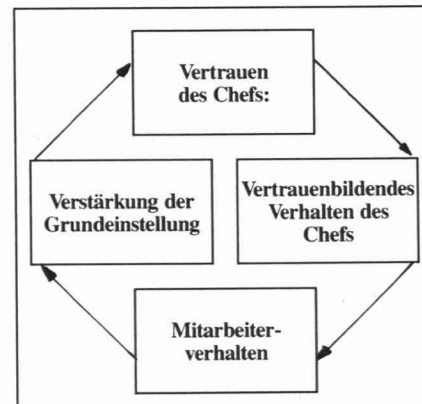 Vertrauen
des Chefs:
Vertrauenbildendes
Verhalten des
Chefs
Mitarbeiter-
verhalten
Verstärkung der
Grundeinstellung